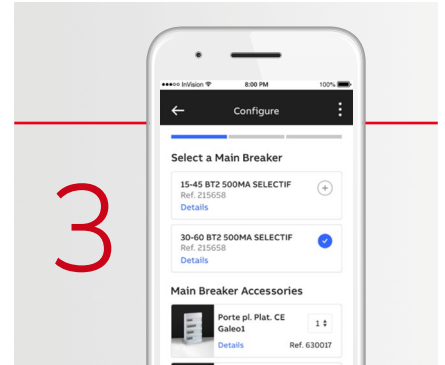 ●●●○○ InVision 8:00 PM 100%
Configure
Select a Main Breaker
15-45 BT2 500MA SELECTIF
Ref. 215658
Details
3
30-60 BT2 500MA SELECTIF
Ref. 215658
Details
Main Breaker Accessories
Porte pl. Plat. CE
Galeo1
1
Details Ref. 630017